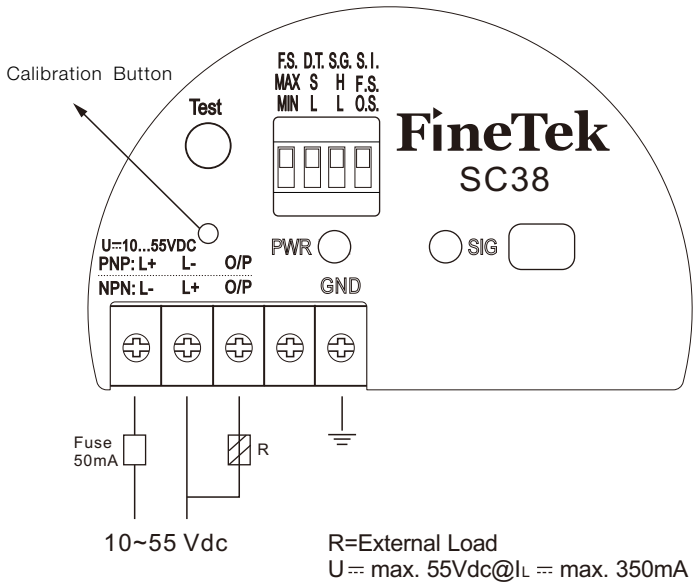 F.S. D.T. S.G. S.I.
MAX S H F.S.
MIN L L O.S.
Calibration Button
Test
FineTek
SC38
U⎓10...55VDC
PWR
SIG
PNP: L+ L- O/P
NPN: L- L+ O/P
GND
Fuse
50mA
R
10~55 Vdc
R=External Load
U ⎓ max. 55Vdc@IL ⎓ max. 350mA